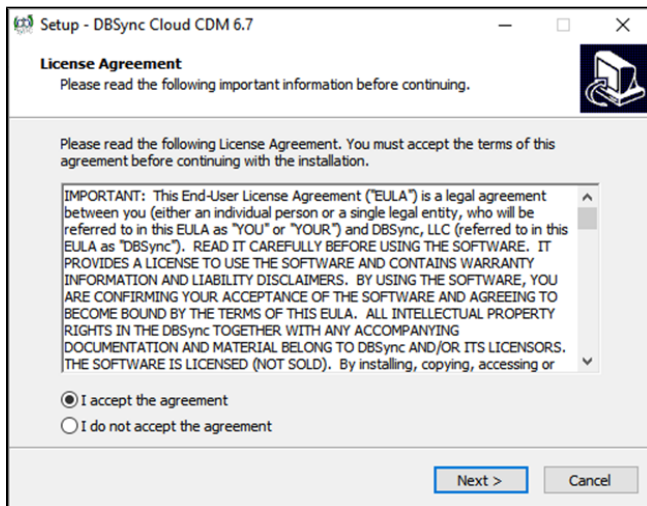 Setup - DBSync Cloud CDM 6.7
License Agreement
Please read the following important information before continuing.
Please read the following License Agreement. You must accept the terms of this
agreement before continuing with the installation.
IMPORTANT:  This End-User License Agreement ("EULA") is a legal agreement
between you (either an individual person or a single legal entity, who will be
referred to in this EULA as "YOU" or "YOUR") and DBSync, LLC (referred to in this
EULA as "DBSync").  READ IT CAREFULLY BEFORE USING THE SOFTWARE.  IT
PROVIDES A LICENSE TO USE THE SOFTWARE AND CONTAINS WARRANTY
INFORMATION AND LIABILITY DISCLAIMERS.  BY USING THE SOFTWARE, YOU
ARE CONFIRMING YOUR ACCEPTANCE OF THE SOFTWARE AND AGREEING TO
BECOME BOUND BY THE TERMS OF THIS EULA.  ALL INTELLECTUAL PROPERTY
RIGHTS IN THE DBSync TOGETHER WITH ANY ACCOMPANYING
DOCUMENTATION AND MATERIAL BELONG TO DBSync AND/OR ITS LICENSORS.
THE SOFTWARE IS LICENSED (NOT SOLD).  By installing, copying, accessing or
I accept the agreement
I do not accept the agreement
Next >
Cancel